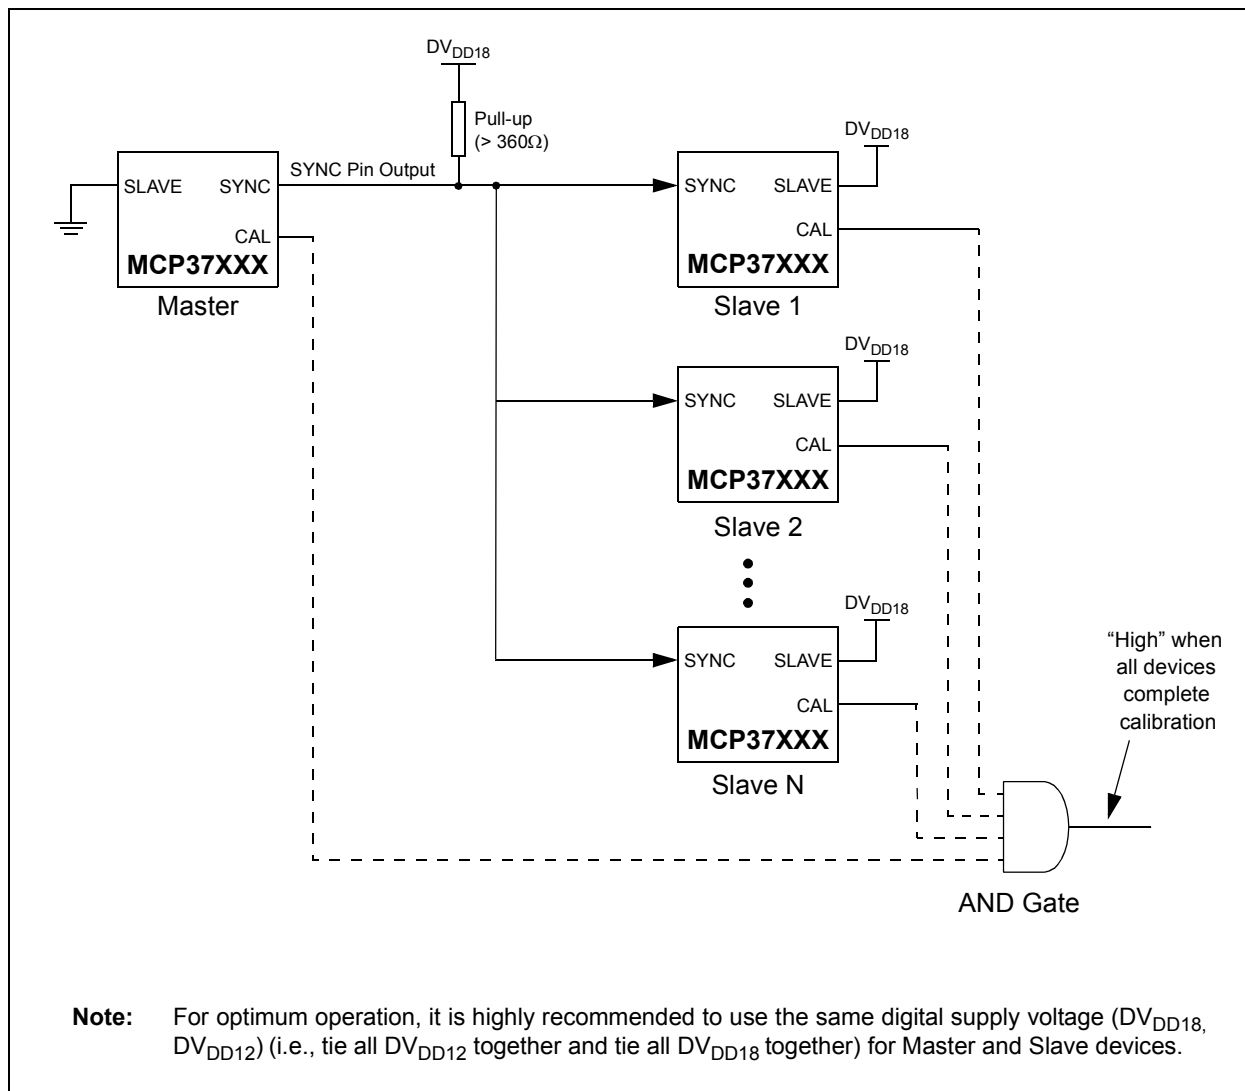 DVDD18
Pull-up
(> 360Ω)
DVDD18
SYNC Pin Output
SLAVE SYNC
CAL
MCP37XXX
Master
SYNC SLAVE
CAL
MCP37XXX
Slave 1
DVDD18
SYNC SLAVE
CAL
MCP37XXX
Slave 2
DVDD18
SYNC SLAVE
CAL
MCP37XXX
Slave N
“High” when
all devices
complete
calibration
AND Gate
Note: For optimum operation, it is highly recommended to use the same digital supply voltage (DVDD18,
DVDD12) (i.e., tie all DVDD12 together and tie all DVDD18 together) for Master and Slave devices.